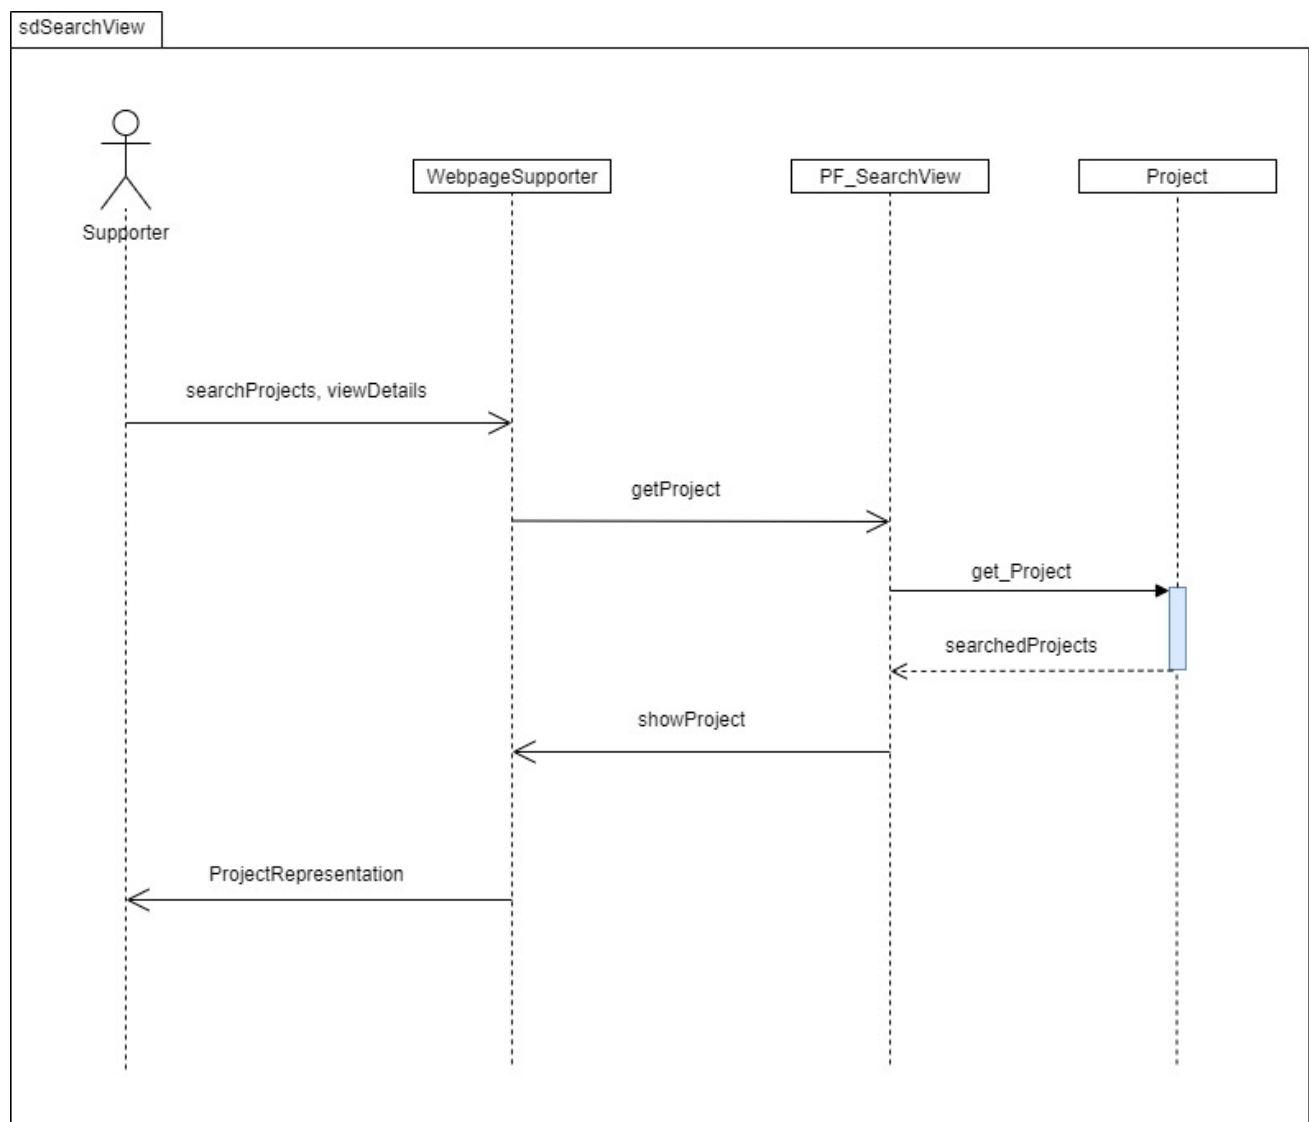 sdSearchView
Supporter
WebpageSupporter
PF_SearchView
Project
searchProjects, viewDetails
getProject
get_Project
searchedProjects
showProject
ProjectRepresentation